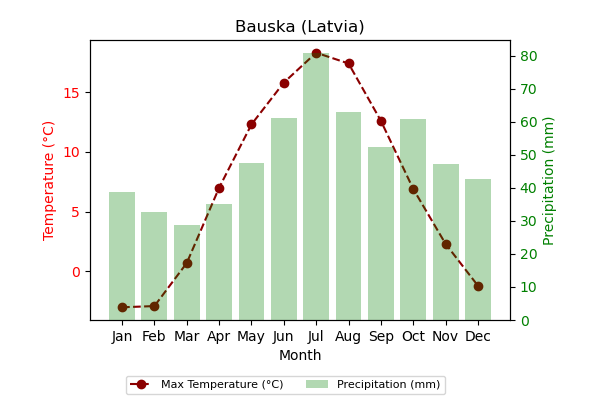 Bauska (Latvia)
Temperature (°C)
15
10
5
0
80
70
60
50
40
30
20
10
0
Precipitation (mm)
Jan Feb Mar Apr May Jun Jul Aug Sep Oct Nov Dec
Month
Max Temperature (°C) Precipitation (mm)